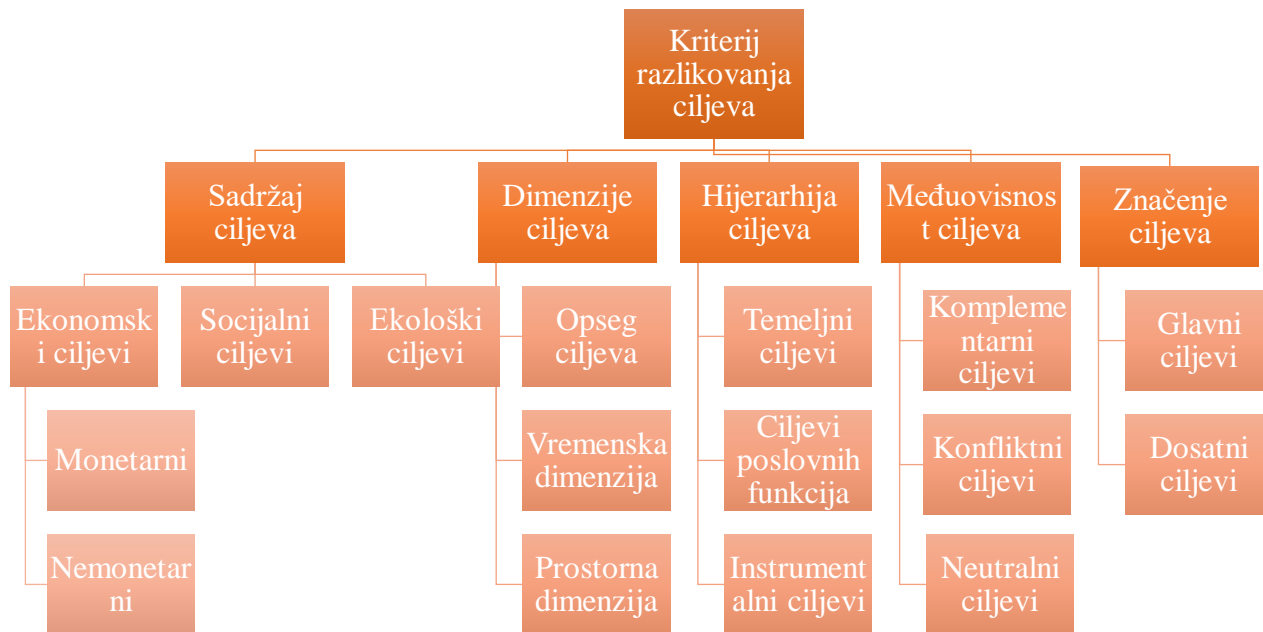 Kriterij
razlikovanja
ciljeva
Sadržaj
ciljeva
Dimenzije
ciljeva
Hijerarhija
ciljeva
Međuovisnos
t ciljeva
Značenje
ciljeva
Ekonomsk
i ciljevi
Socijalni
ciljevi
Ekološki
ciljevi
Opseg
ciljeva
Temeljni
ciljevi
Kompleme
ntarni
ciljevi
Glavni
ciljevi
Monetarni
Vremenska
dimenzija
Ciljevi
poslovnih
funkcija
Konfliktni
ciljevi
Dosatni
ciljevi
Nemonetar
ni
Prostorna
dimenzija
Instrument
alni ciljevi
Neutralni
ciljevi